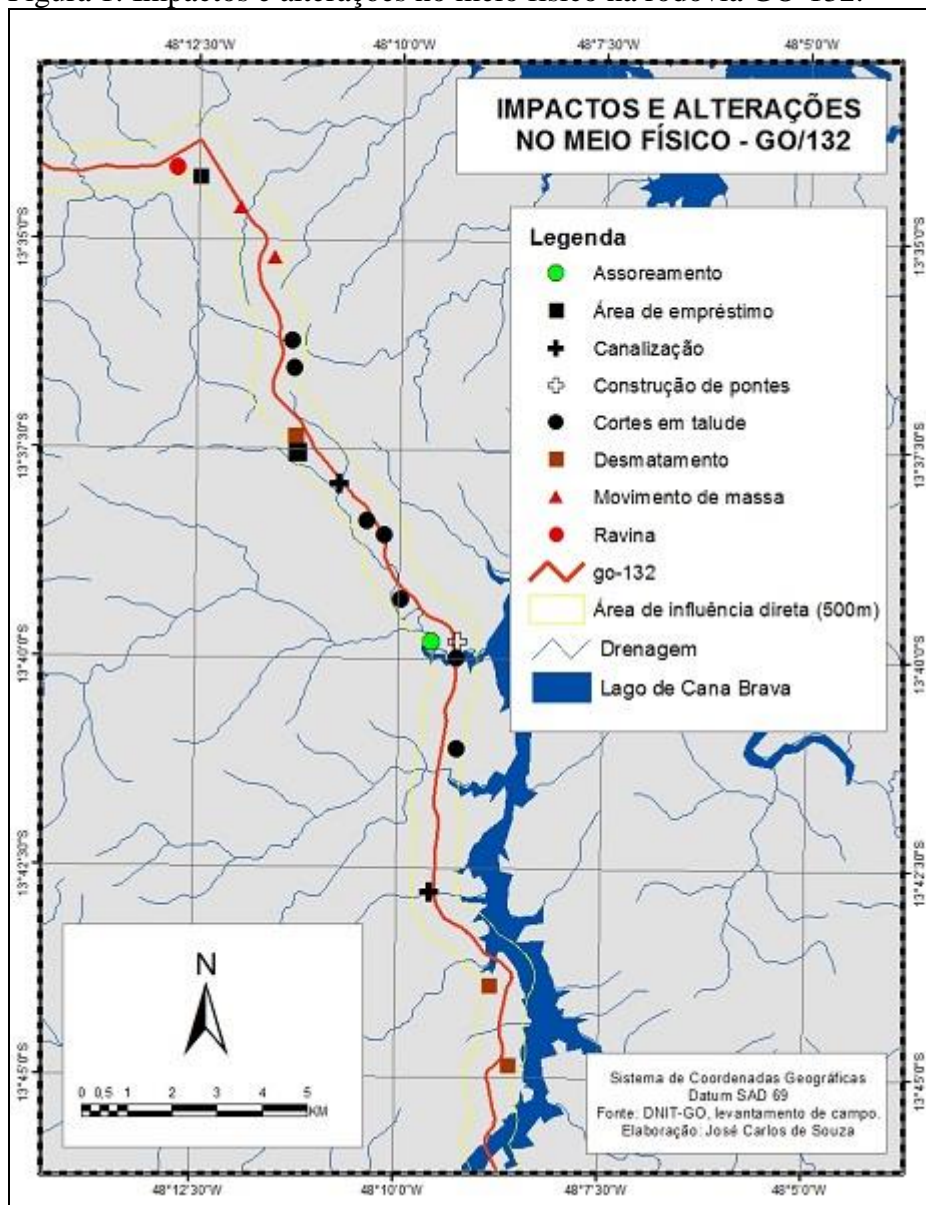 Figura 1: Impactos e alterações no meio físico na rodovia GO-132.
48°12'30"W 48°10'0"W 48°7'30"W 48°5'0"W
IMPACTOS E ALTERAÇÕES
NO MEIO FÍSICO - GO/132
Legenda
Assoreamento
Área de empréstimo
Canalização
Construção de pontes
Cortes em talude
Desmatamento
Movimento de massa
Ravina
go-132
Área de influência direta (500m)
Drenagem
Lago de Cana Brava
13°35'0"S 13°35'0"S
13°37'30"S 13°37'30"S
13°40'0"S 13°40'0"S
13°42'30"S 13°42'30"S
13°45'0"S 13°45'0"S
N
0 0,5 1 2 3 4 5
KM
Sistema de Coordenadas Geográficas
Datum SAD 69
Fonte: DNIT-GO, levantamento de campo.
Elaboração: José Carlos de Souza
48°12'30"W 48°10'0"W 48°7'30"W 48°5'0"W